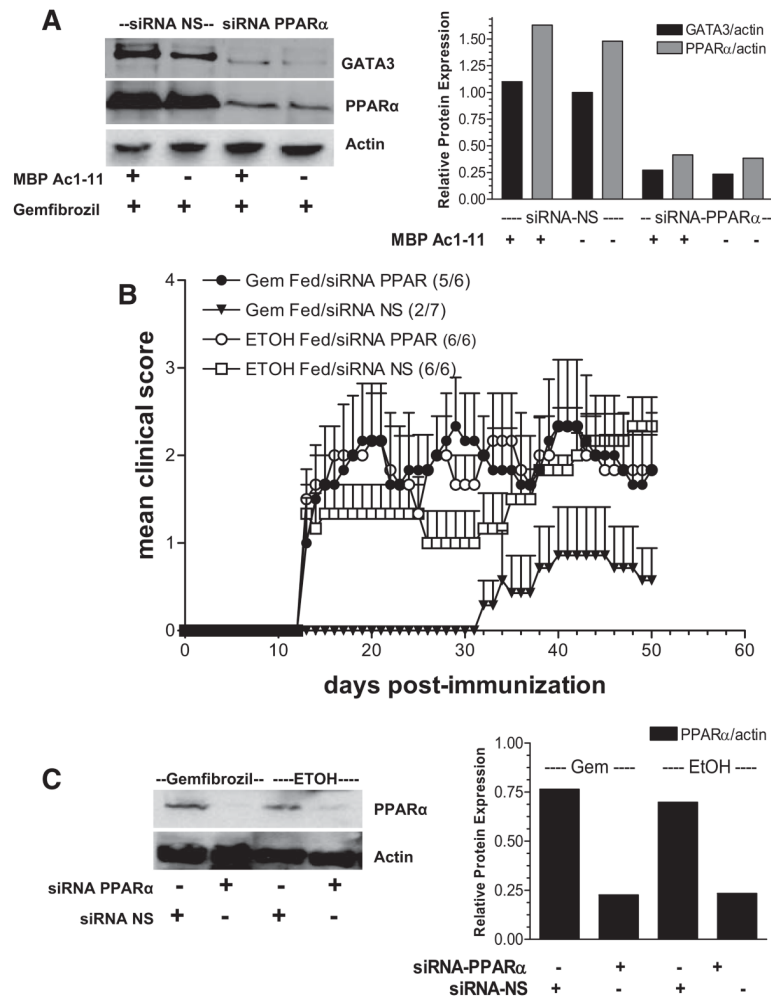 A
--siRNA NS-- siRNA PPARα
GATA3
PPARα
Actin
MBP Ac1-11 + - + -
Gemfibrozil + + + +
Relative Protein Expression
1.50
1.25
1.00
0.75
0.50
0.25
0.00
GATA3/actin
PPARα/actin
---- siRNA-NS ---- -- siRNA-PPARα--
MBP Ac1-11 + + - - + + - -
B
mean clinical score
4
3
2
1
0
Gem Fed/siRNA PPAR (5/6)
Gem Fed/siRNA NS (2/7)
ETOH Fed/siRNA PPAR (6/6)
ETOH Fed/siRNA NS (6/6)
0 10 20 30 40 50 60
days post-immunization
C
--Gemfibrozil-- ----ETOH----
PPARα
Actin
siRNA PPARα - + - +
siRNA NS + - + -
Relative Protein Expression
1.00
0.75
0.50
0.25
0.00
PPARα/actin
---- Gem ---- ---- EtOH ----
siRNA-PPARα - + - +
siRNA-NS + - + -